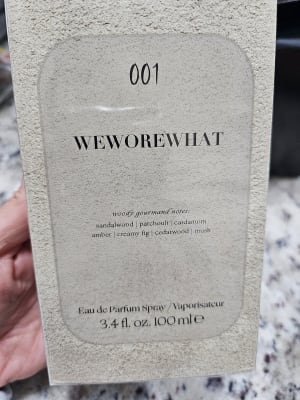 001
WEWOREWHAT
woody gourmand notes:
sandalwood | patchouli | cardamom
amber | creamy fig | cedarwood | musk
Eau de Parfum Spray / Vaporisateur
3.4 fl. oz. 100 ml e